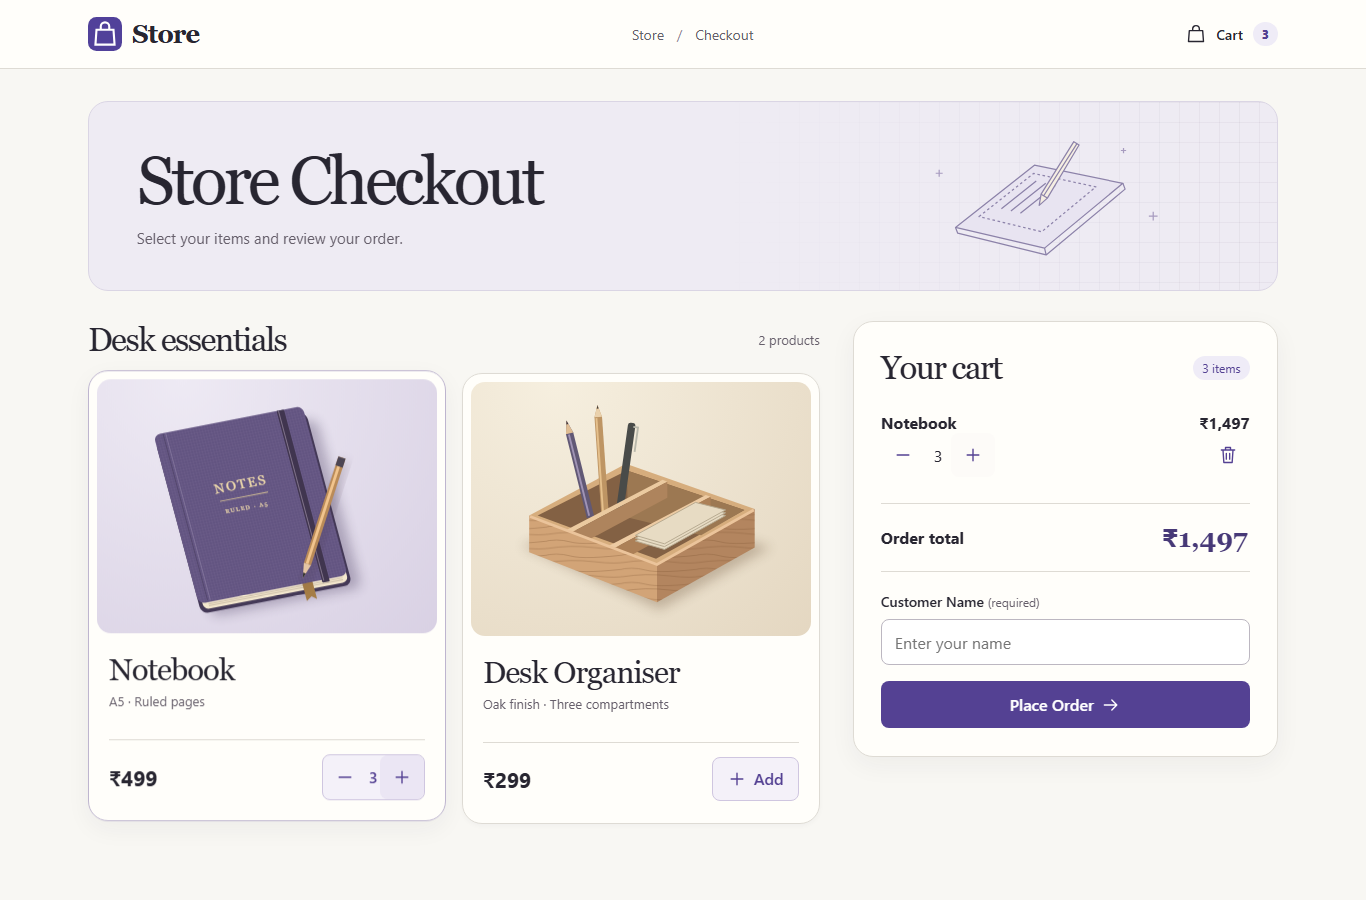 Store
Store / Checkout
Cart 3
Store Checkout
Select your items and review your order.
Desk essentials
2 products
NOTES
RULED · A5
Notebook
A5 · Ruled pages
₹499
3
Desk Organiser
Oak finish · Three compartments
₹299
Add
Your cart
3 items
Notebook
₹1,497
3
Order total
₹1,497
Customer Name (required)
Enter your name
Place Order